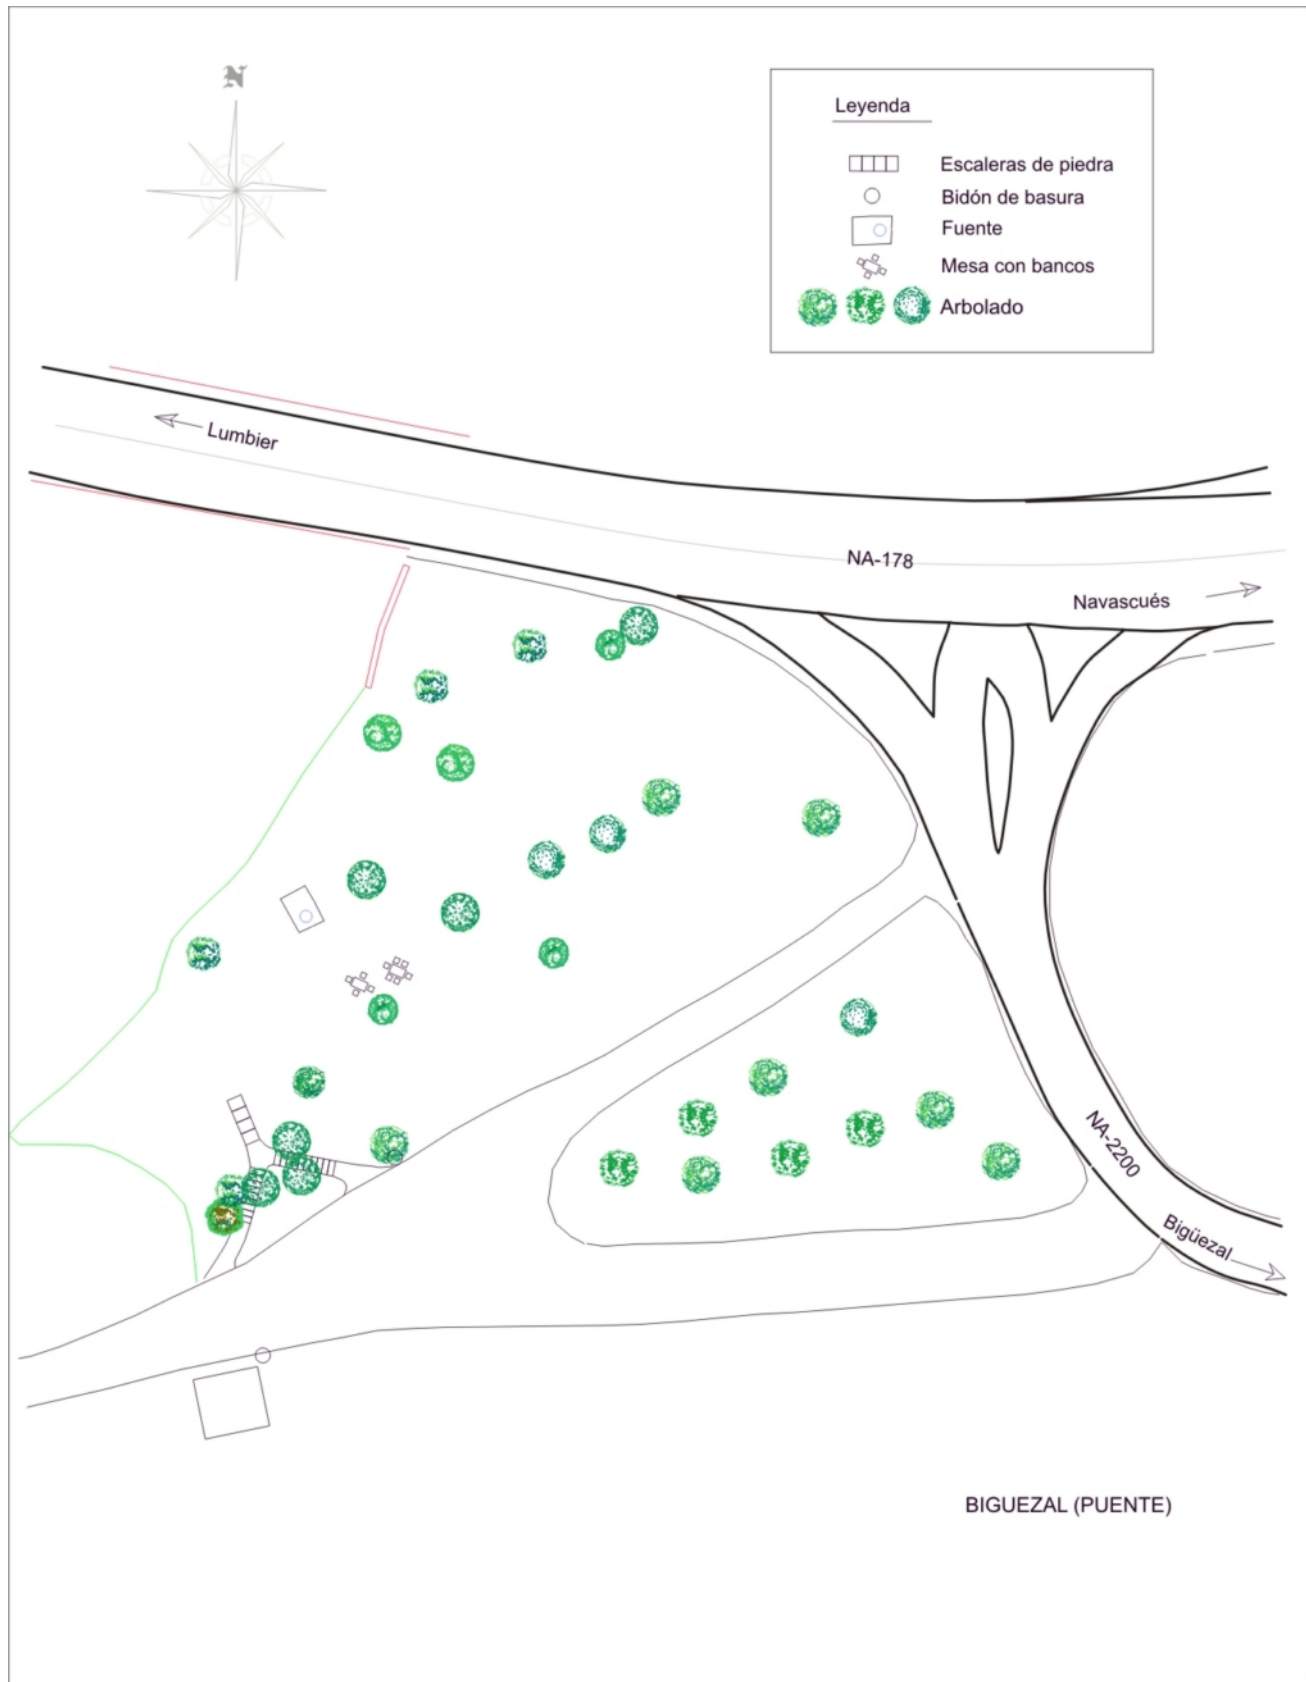 N
Leyenda
Escaleras de piedra
Bidón de basura
Fuente
Mesa con bancos
Arbolado
Lumbier
NA-178
Navascués
NA-2200
Bigüezal
BIGUEZAL (PUENTE)